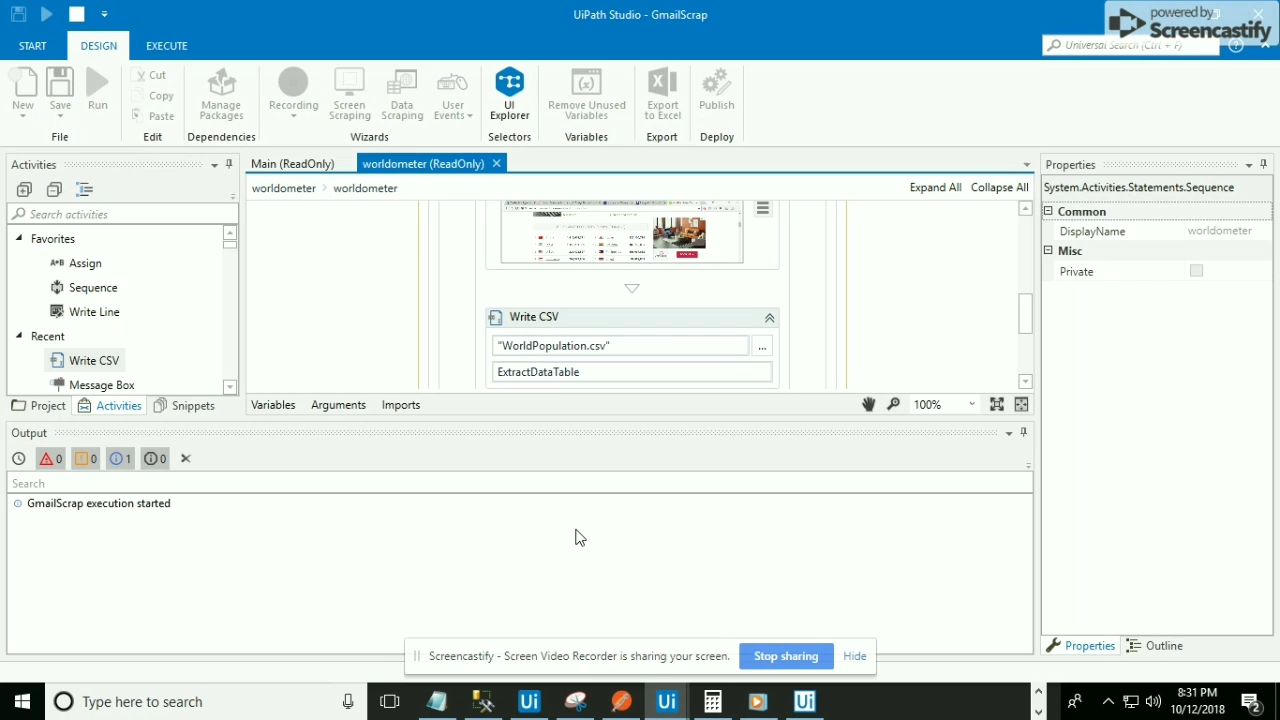 UiPath Studio - GmailScrap
powered by
Screencastify
START
DESIGN
EXECUTE
Universal Search (Ctrl + F)
New
Save
Run
Cut
Copy
Paste
Manage
Packages
Recording
Screen
Scraping
Data
Scraping
User
Events
UI
Explorer
Remove Unused
Variables
Export
to Excel
Publish
File
Edit
Dependencies
Wizards
Selectors
Variables
Export
Deploy
Activities
Search activities
Favorites
A+B Assign
Sequence
Write Line
Recent
Write CSV
Message Box
Project
Activities
Snippets
Main (ReadOnly)
worldometer (ReadOnly)
worldometer > worldometer
Expand All
Collapse All
Write CSV
"WorldPopulation.csv"
...
ExtractDataTable
Variables
Arguments
Imports
100%
Properties
System.Activities.Statements.Sequence
Common
DisplayName
worldometer
Misc
Private
Properties
Outline
Output
0
0
1
0
Search
GmailScrap execution started
Screencastify - Screen Video Recorder is sharing your screen.
Stop sharing
Hide
Type here to search
Ui
Ui
Ui
8:31 PM
10/12/2018
2